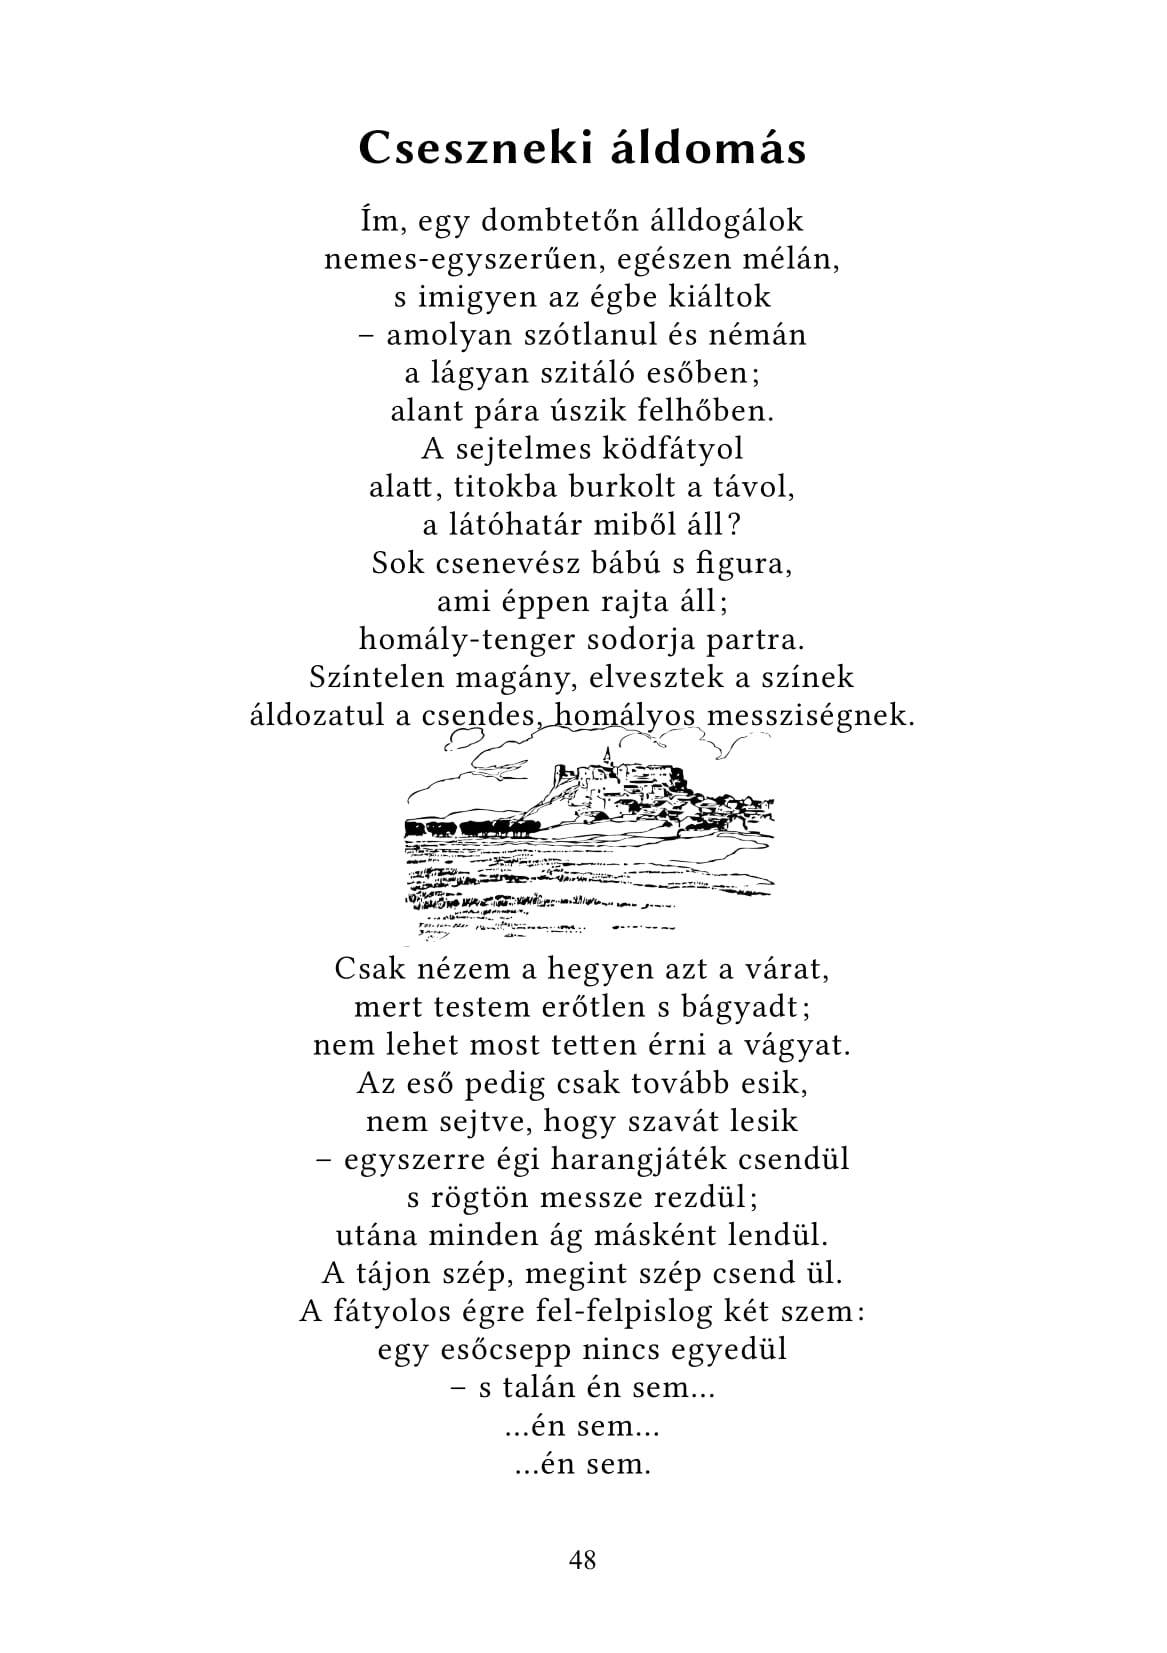 Cseszneki áldomás
Ím, egy dombtetőn álldogálok
nemes-egyszerűen, egészen mélán,
s imigyen az égbe kiáltok
– amolyan szótlanul és némán
a lágyan szitáló esőben;
alant pára úszik felhőben.
A sejtelmes ködfátyol
alatt, titokba burkolt a távol,
a látóhatár miből áll?
Sok csenevész bábú s figura,
ami éppen rajta áll;
homály-tenger sodorja partra.
Színtelen magány, elvesztek a színek
áldozatul a csendes, homályos messziségnek.
Csak nézem a hegyen azt a várat,
mert testem erőtlen s bágyadt;
nem lehet most tetten érni a vágyat.
Az eső pedig csak tovább esik,
nem sejtve, hogy szavát lesik
– egyszerre égi harangjáték csendül
s rögtön messze rezdül;
utána minden ág másként lendül.
A tájon szép, megint szép csend ül.
A fátyolos égre fel-felpislog két szem:
egy esőcsepp nincs egyedül
– s talán én sem...
...én sem...
...én sem.
48